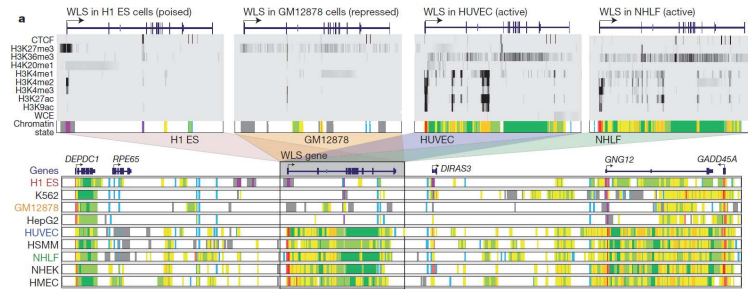 a
WLS in H1 ES cells (poised)
WLS in GM12878 cells (repressed)
WLS in HUVEC (active)
WLS in NHLF (active)
CTCF
H3K27me3
H3K36me3
H4K20me1
H3K4me1
H3K4me2
H3K4me3
H3K27ac
H3K9ac
WCE
Chromatin
state
H1 ES
GM12878
HUVEC
NHLF
WLS gene
Genes
DEPDC1
RPE65
DIRAS3
GNG12
GADD45A
H1 ES
K562
GM12878
HepG2
HUVEC
HSMM
NHLF
NHEK
HMEC